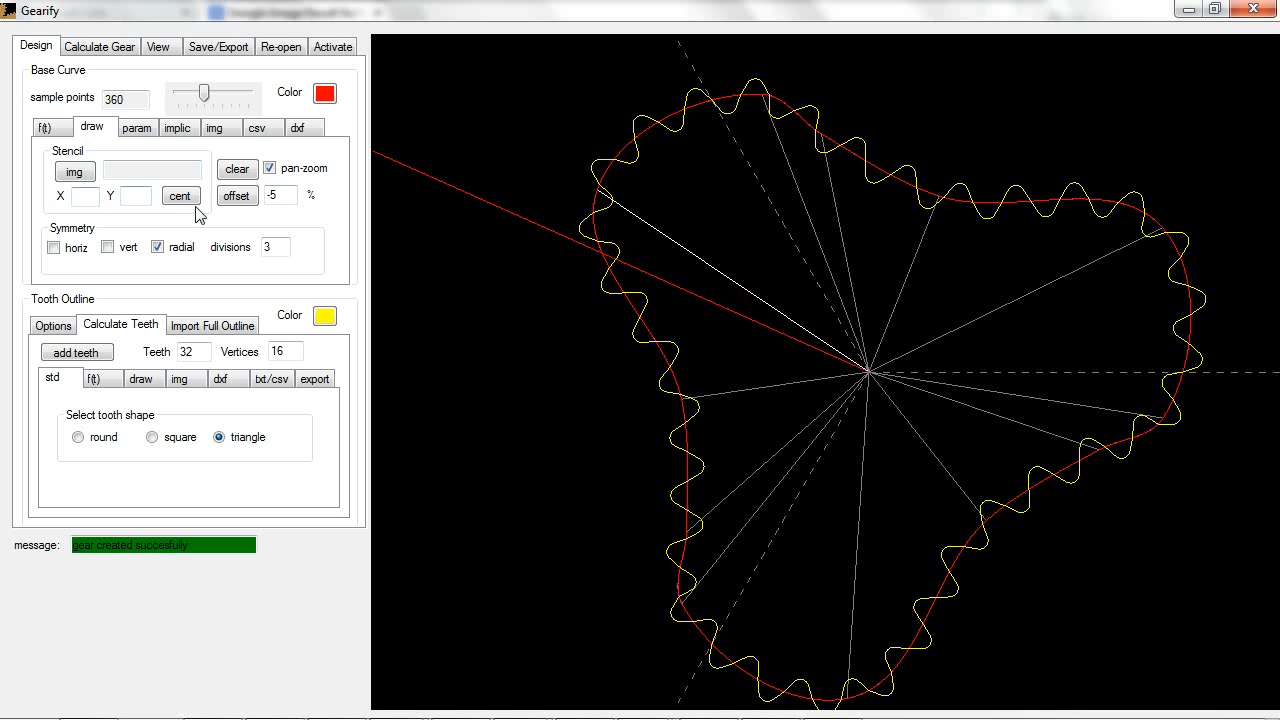 Gearify
Design Calculate Gear View Save/Export Re-open Activate
Base Curve
sample points 360 Color
f(t) draw param implic img csv dxf
Stencil
img clear pan-zoom
X Y cent offset -5 %
Symmetry
horiz vert radial divisions 3
Tooth Outline
Options Calculate Teeth Import Full Outline Color
add teeth Teeth 32 Vertices 16
std f(t) draw img dxf txt/csv export
Select tooth shape
round square triangle
message: gear created succesfully